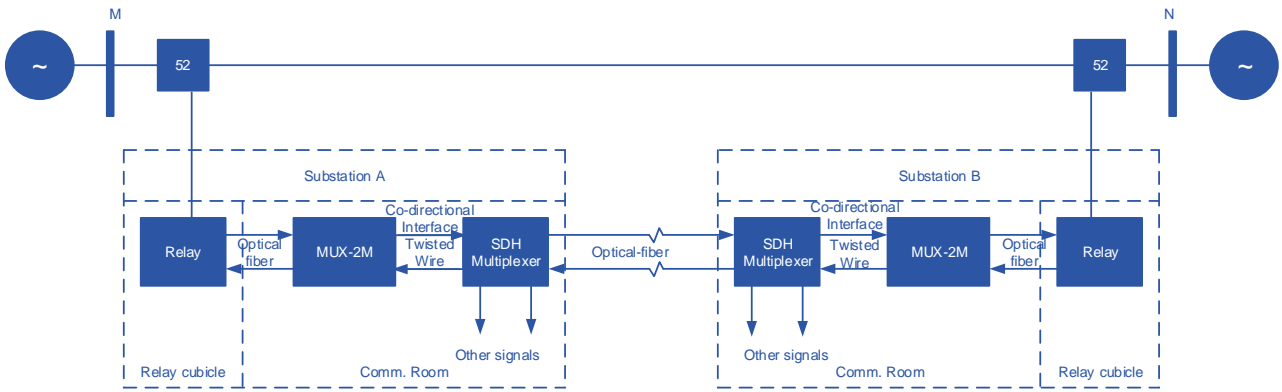 M
N
~
52
52
~
Substation A
Substation B
Relay
Optical
fiber
MUX-2M
Co-directional
Interface
Twisted
Wire
SDH
Multiplexer
Optical-fiber
SDH
Multiplexer
Co-directional
Interface
Twisted
Wire
MUX-2M
Optical
fiber
Relay
Other signals
Other signals
Relay cubicle
Comm. Room
Comm. Room
Relay cubicle